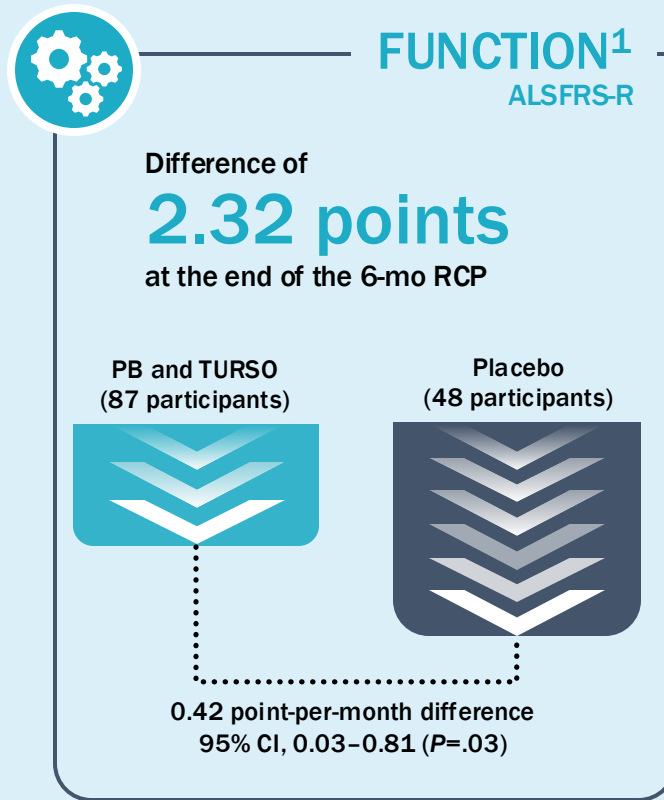 FUNCTION¹
ALSFRS-R
Difference of
2.32 points
at the end of the 6-mo RCP
PB and TURSO
(87 participants)
Placebo
(48 participants)
0.42 point-per-month difference
95% CI, 0.03–0.81 (P=.03)